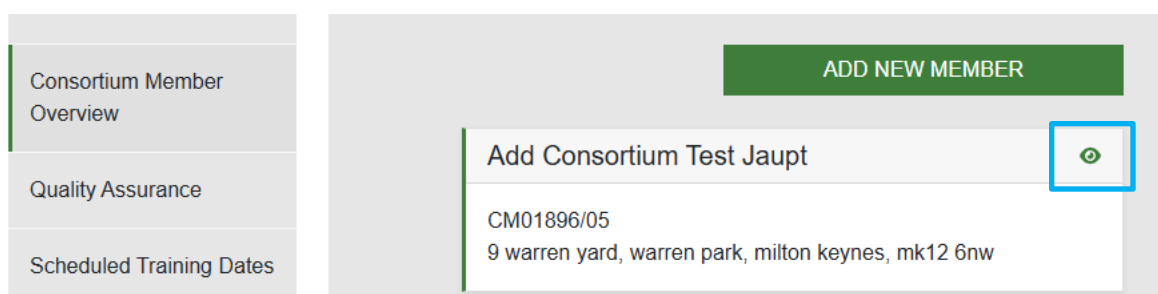 Consortium Member
Overview
Quality Assurance
Scheduled Training Dates
ADD NEW MEMBER
Add Consortium Test Jaupt
CM01896/05
9 warren yard, warren park, milton keynes, mk12 6nw